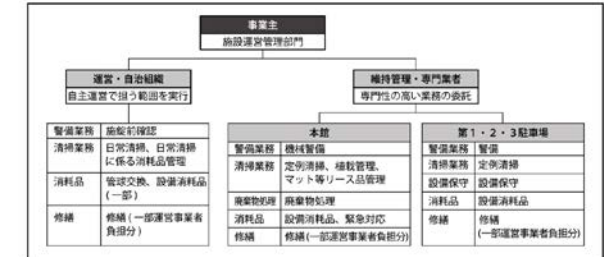 事業主
施設運営管理部門
運営・自治組織
自主運営で担う範囲を実行
維持管理・専門業者
専門性の高い業務の委託
警備業務 施錠前確認
清掃業務 日常清掃、日常清掃
に係る消耗品管理
消耗品 管球交換、設備消耗品
(一部)
修繕 修繕(一部運営事業者
負担分)
本館
警備業務 機械警備
清掃業務 定例清掃、植栽管理、
マット等リース品管理
廃棄物処理 廃棄物処理
消耗品 設備消耗品、緊急対応
修繕 修繕(一部運営事業者負担分)
第1・2・3駐車場
警備業務 警備
清掃業務 定例清掃
設備保守 設備保守
消耗品 設備消耗品
修繕 修繕
(一部運営事業者負担分)